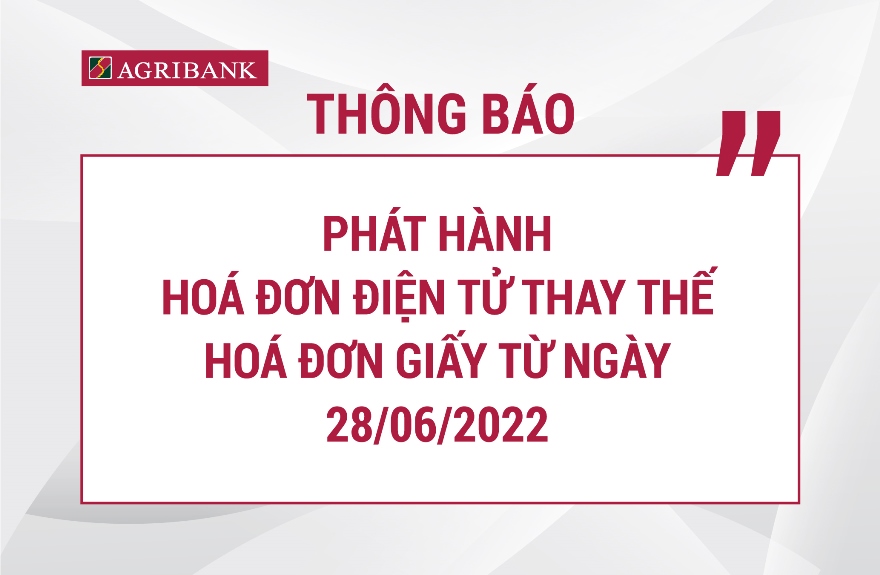 AGRIBANK
THÔNG BÁO
PHÁT HÀNH
HOÁ ĐƠN ĐIỆN TỬ THAY THẾ
HOÁ ĐƠN GIẤY TỪ NGÀY
28/06/2022